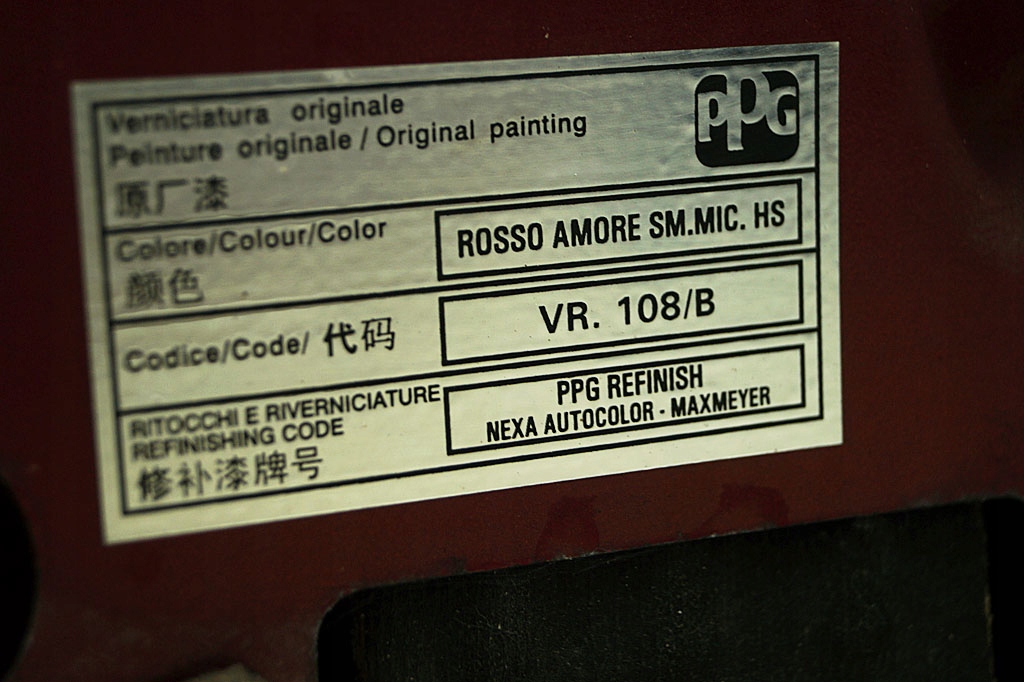 Verniciatura originale
Peinture originale / Original painting
原厂漆
PPG
Colore/Colour/Color
颜色
ROSSO AMORE SM.MIC. HS
Codice/Code/ 代码
VR. 108/B
RITOCCHI E RIVERNICIATURE
REFINISHING CODE
修补漆牌号
PPG REFINISH
NEXA AUTOCOLOR - MAXMEYER